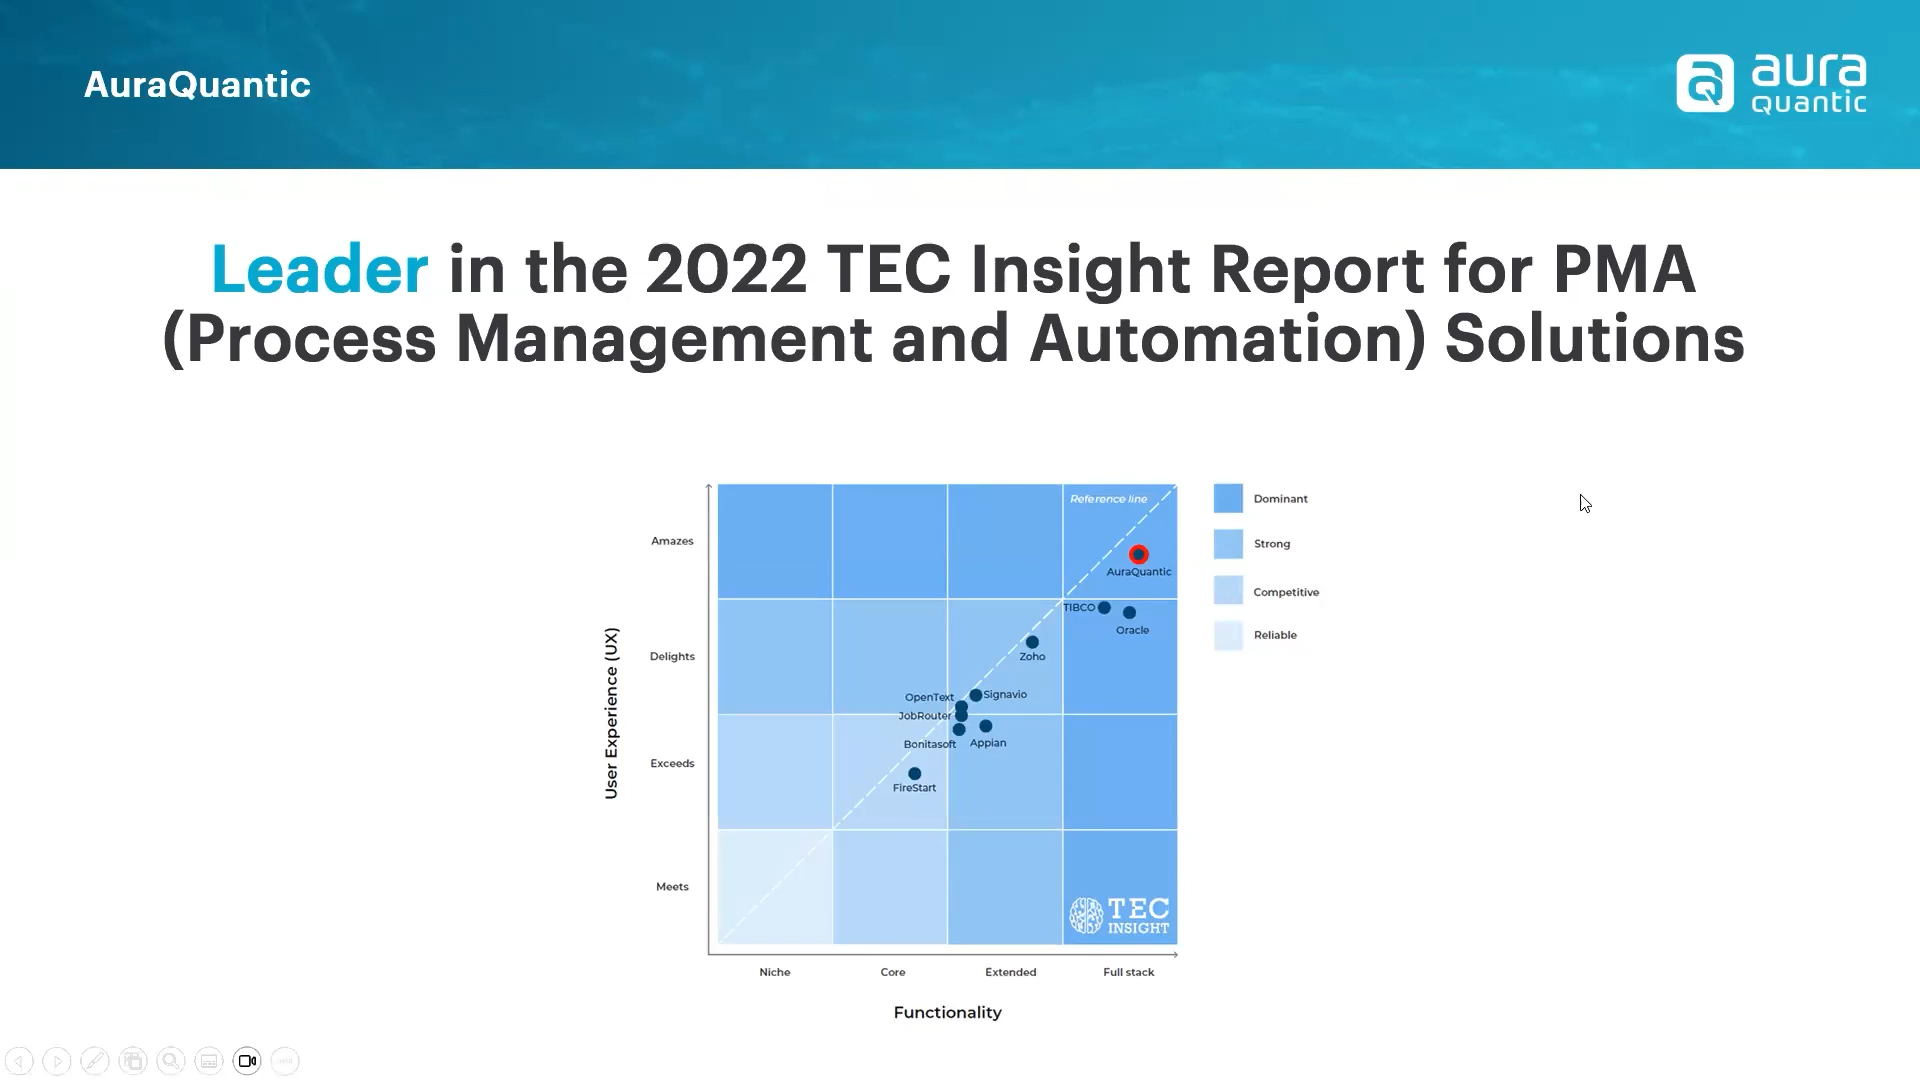 AuraQuantic
aura
quantic
Leader in the 2022 TEC Insight Report for PMA
(Process Management and Automation) Solutions
Reference line
Dominant
Strong
Competitive
Reliable
User Experience (UX)
Amazes
Delights
Exceeds
Meets
AuraQuantic
TIBCO
Oracle
Zoho
OpenText
Signavio
JobRouter
Bonitasoft
Appian
FireStart
TEC
INSIGHT
Niche
Core
Extended
Full stack
Functionality